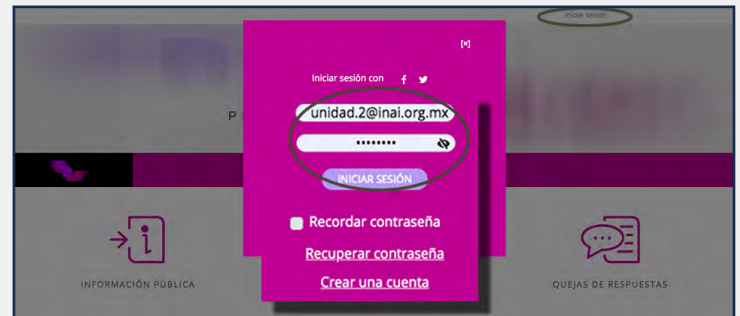 Iniciar sesión
[×]
Iniciar sesión con
P
unidad.2@inai.org.mx
••••••••
INICIAR SESIÓN
Recordar contraseña
Recuperar contraseña
Crear una cuenta
INFORMACIÓN PÚBLICA
QUEJAS DE RESPUESTAS